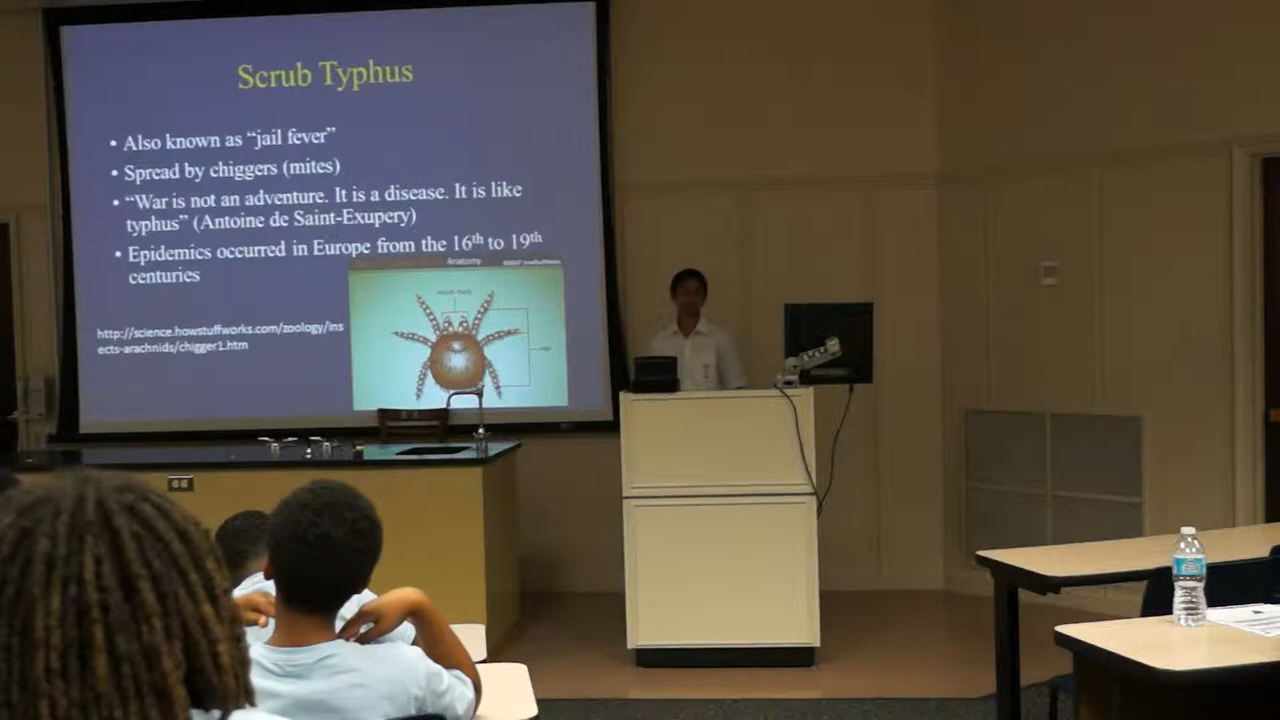 Scrub Typhus
• Also known as “jail fever”
• Spread by chiggers (mites)
• “War is not an adventure. It is a disease. It is like
typhus” (Antoine de Saint-Exupery)
• Epidemics occurred in Europe from the 16th to 19th
centuries
Anatomy
http://science.howstuffworks.com/zoology/ins
ects-arachnids/chigger1.htm